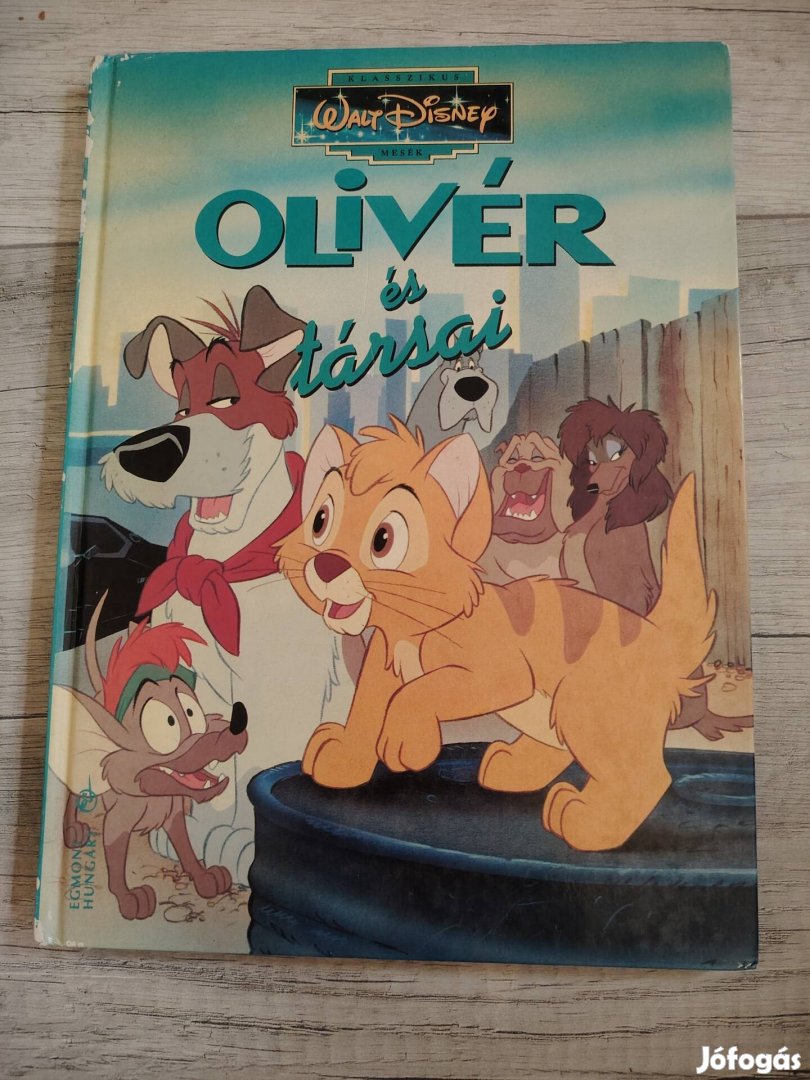 KLASSZIKUS
WALT DISNEY
MESÉK
OLIVÉR
és
társai
EGMONT
HUNGARY
Jófogás